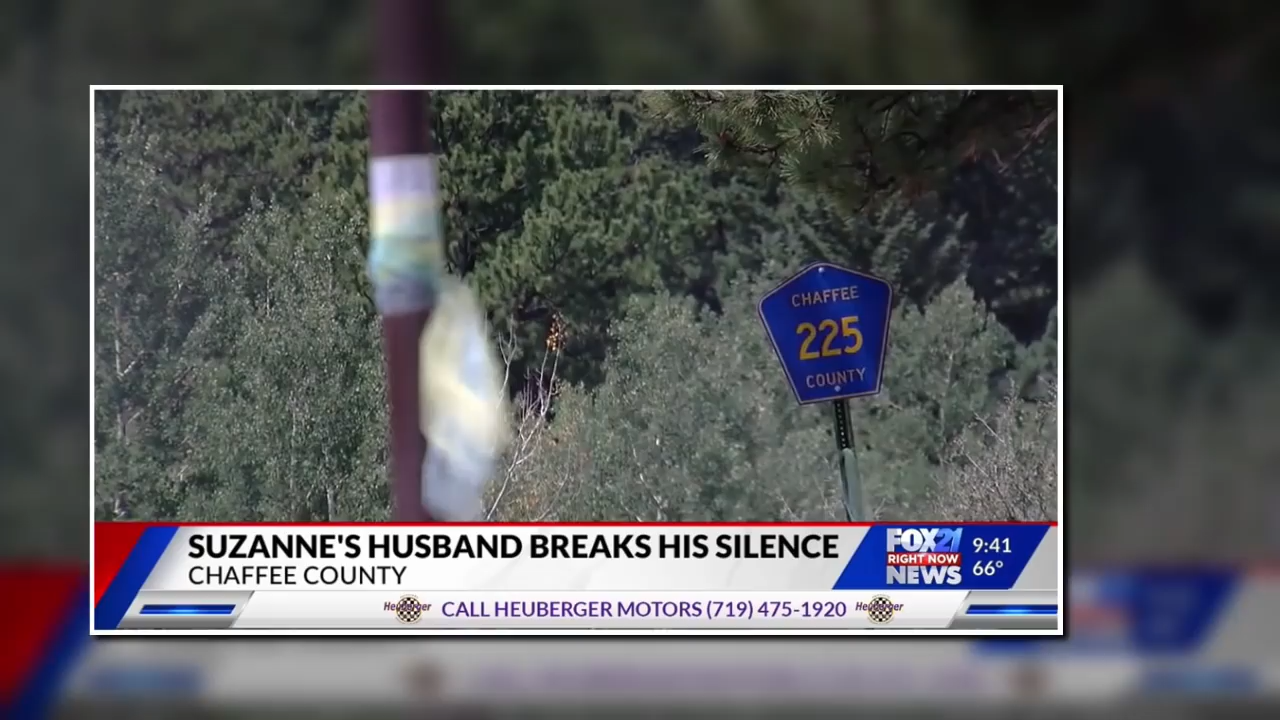 CHAFFEE
225
COUNTY
SUZANNE'S HUSBAND BREAKS HIS SILENCE
CHAFFEE COUNTY
FOX21
RIGHT NOW
NEWS
9:41
66°
Heuberger
CALL HEUBERGER MOTORS (719) 475-1920
Heuberger